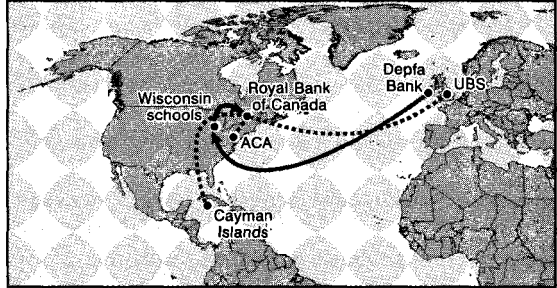 Depfa
Bank
UBS
Wisconsin
schools
Royal Bank
of Canada
ACA
Cayman
Islands